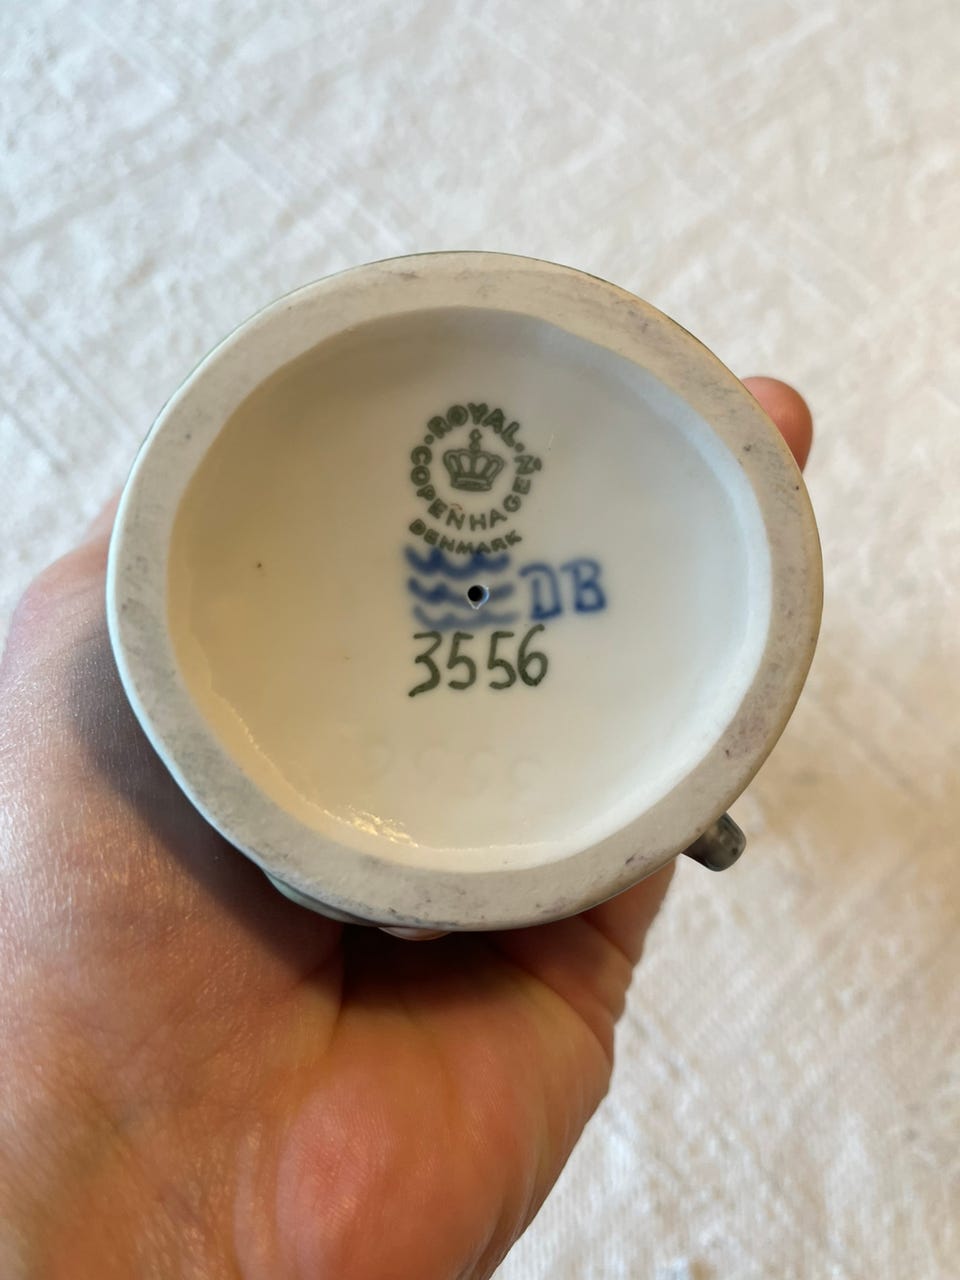 ROYAL
COPENHAGEN
DENMARK
DB
3556